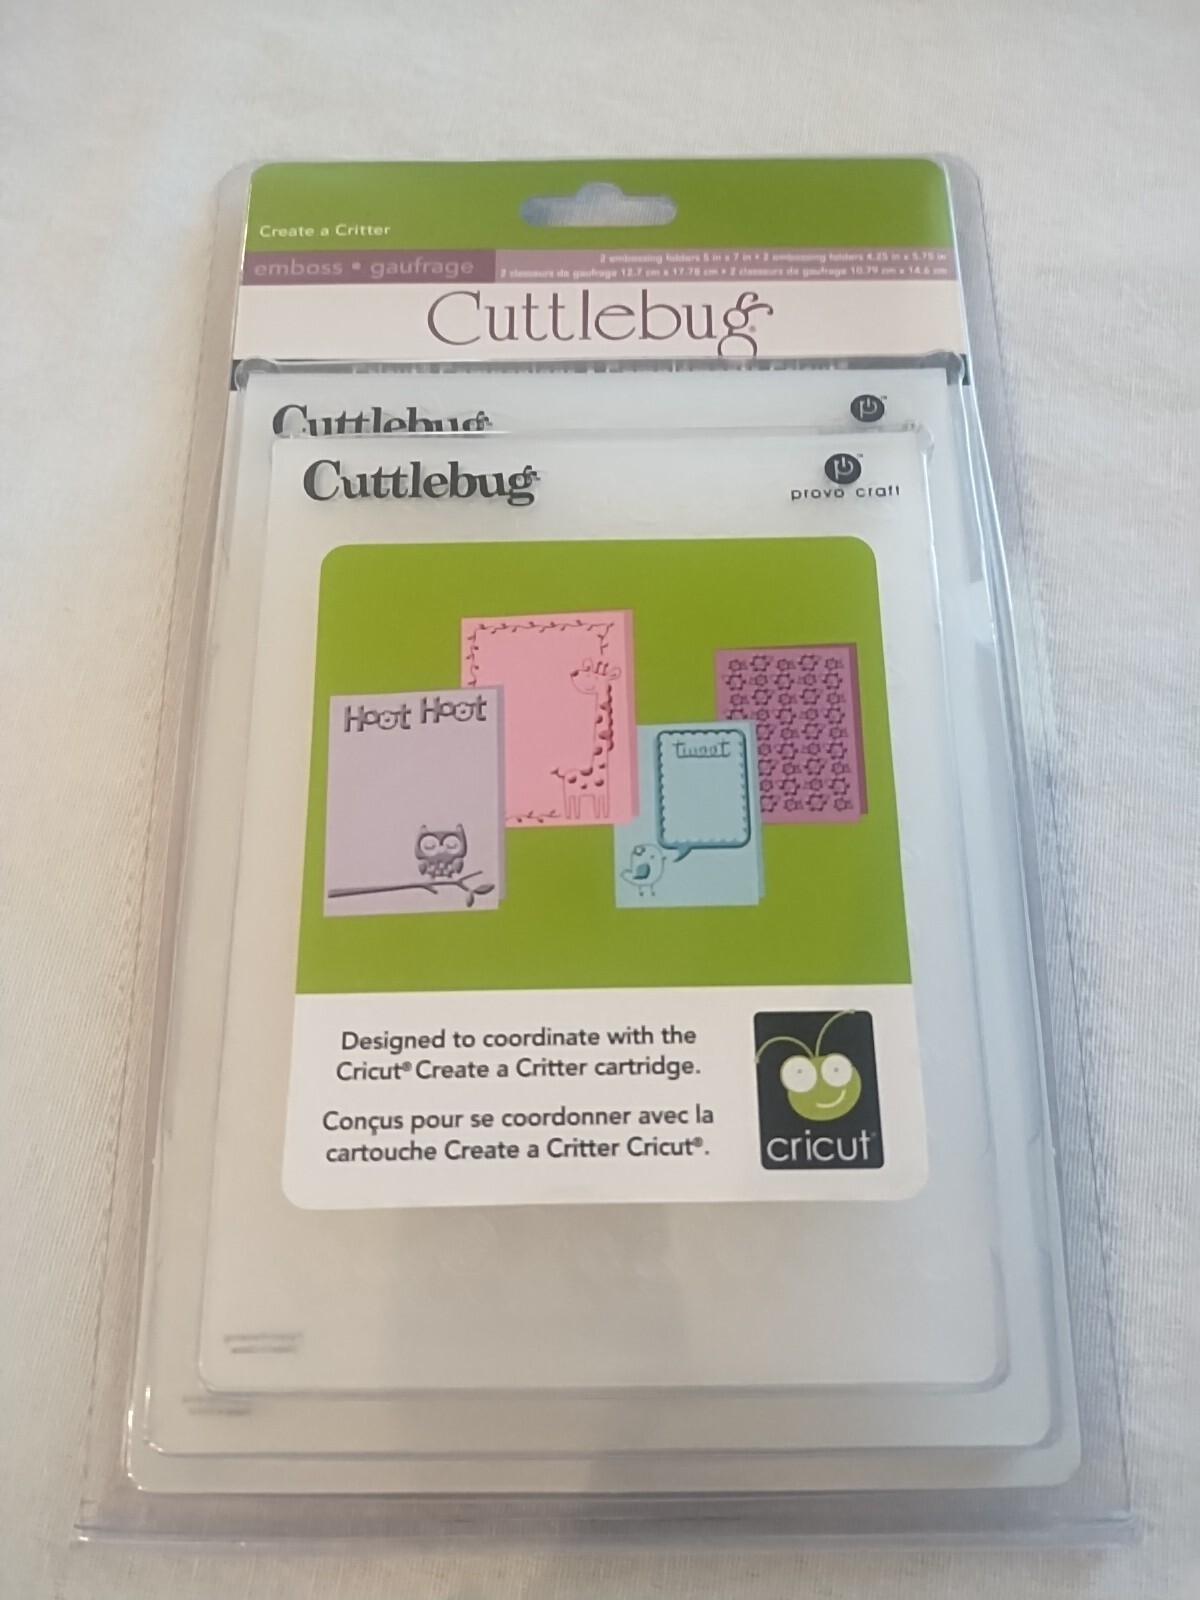 Create a Critter
emboss • gaufrage
2 embossing folders 5 in x 7 in • 2 embossing folders 4.25 in x 5.75 in
2 classeurs de gaufrage 12.7 cm x 17.78 cm • 2 classeurs de gaufrage 10.79 cm x 14.6 cm
Cuttlebug®
Cuttlebug
Cuttlebug
provo craft
Hoot Hoot
tweet
Designed to coordinate with the
Cricut® Create a Critter cartridge.
Conçus pour se coordonner avec la
cartouche Create a Critter Cricut®.
cricut